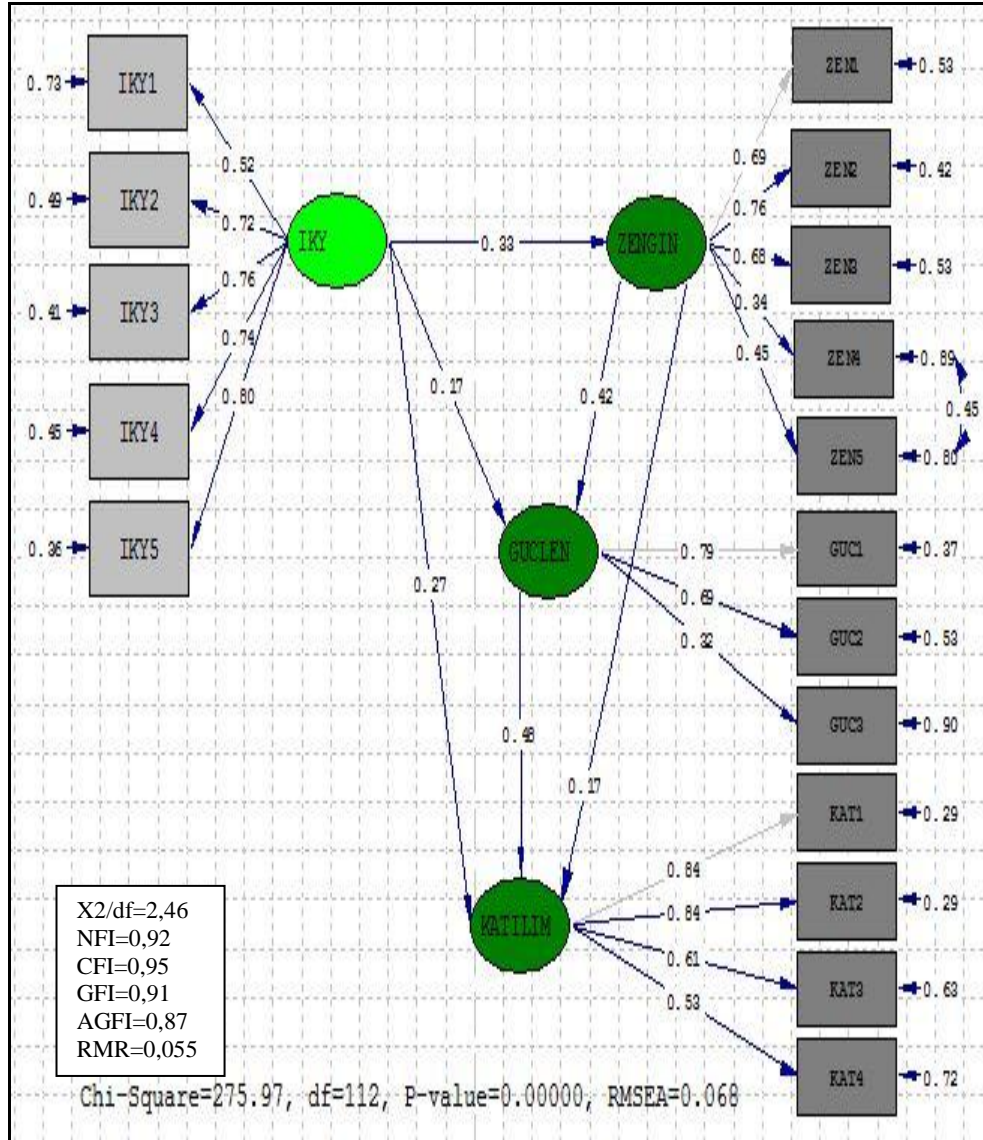 0.73
IKY1
0.49
IKY2
0.41
IKY3
0.45
IKY4
0.36
IKY5
0.52
0.72
0.76
0.74
0.80
IKY
0.33
ZENGIN
0.17
0.42
0.27
GUCLEN
0.48
0.17
KATILIM
0.69
0.76
0.68
0.34
0.45
ZEN1
0.53
ZEN2
0.42
ZEN3
0.53
ZEN4
0.89
0.45
ZEN5
0.80
0.79
0.69
0.32
GUC1
0.37
GUC2
0.53
GUC3
0.90
0.84
0.84
0.61
0.53
KAT1
0.29
KAT2
0.29
KAT3
0.63
KAT4
0.72
X2/df=2,46
NFI=0,92
CFI=0,95
GFI=0,91
AGFI=0,87
RMR=0,055
Chi-Square=275.97, df=112, P-value=0.00000, RMSEA=0.068